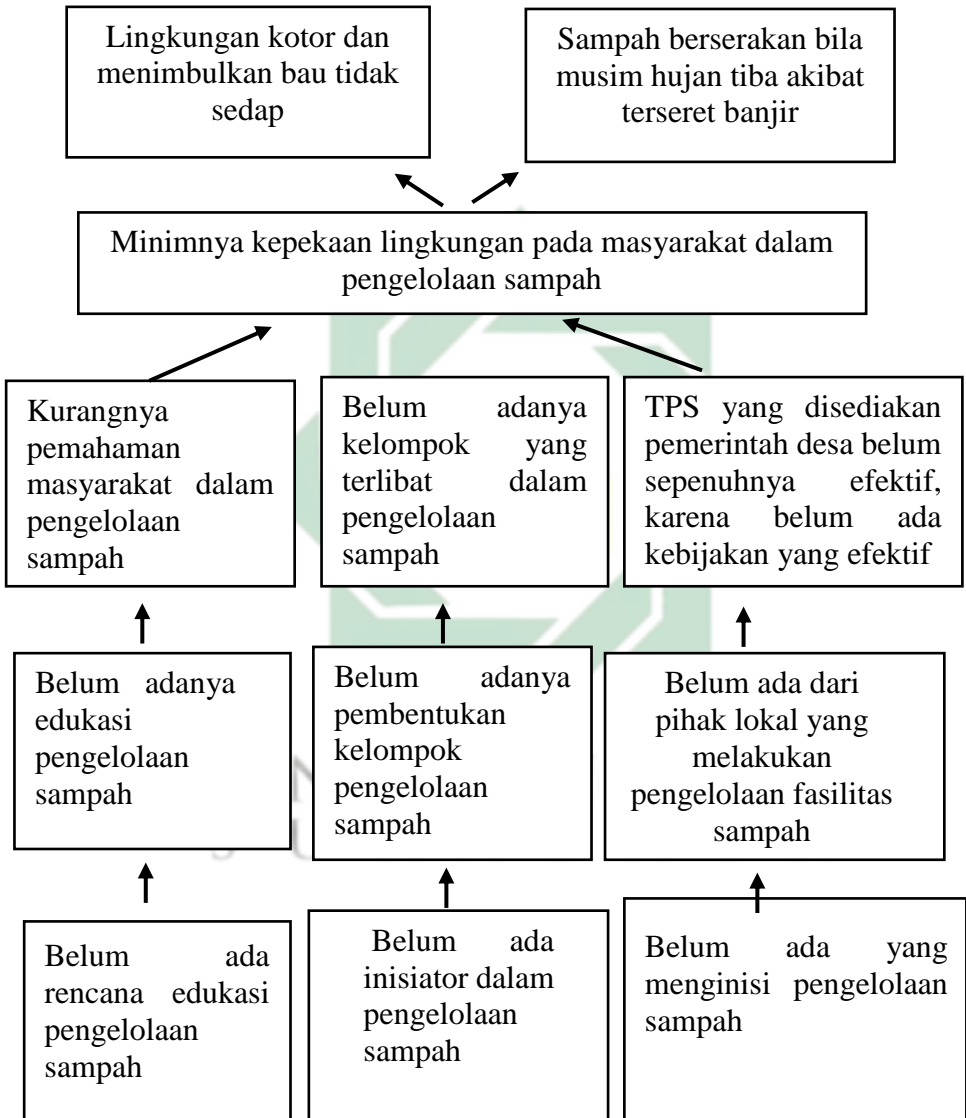 Lingkungan kotor dan
menimbulkan bau tidak
sedap
Sampah berserakan bila
musim hujan tiba akibat
terseret banjir
Minimnya kepekaan lingkungan pada masyarakat dalam
pengelolaan sampah
Kurangnya
pemahaman
masyarakat dalam
pengelolaan
sampah
Belum adanya
kelompok yang
terlibat dalam
pengelolaan
sampah
TPS yang disediakan
pemerintah desa belum
sepenuhnya efektif,
karena belum ada
kebijakan yang efektif
Belum adanya
edukasi
pengelolaan
sampah
Belum adanya
pembentukan
kelompok
pengelolaan
sampah
Belum ada dari
pihak lokal yang
melakukan
pengelolaan fasilitas
sampah
Belum ada
rencana edukasi
pengelolaan
sampah
Belum ada
inisiator dalam
pengelolaan
sampah
Belum ada yang
menginisi pengelolaan
sampah